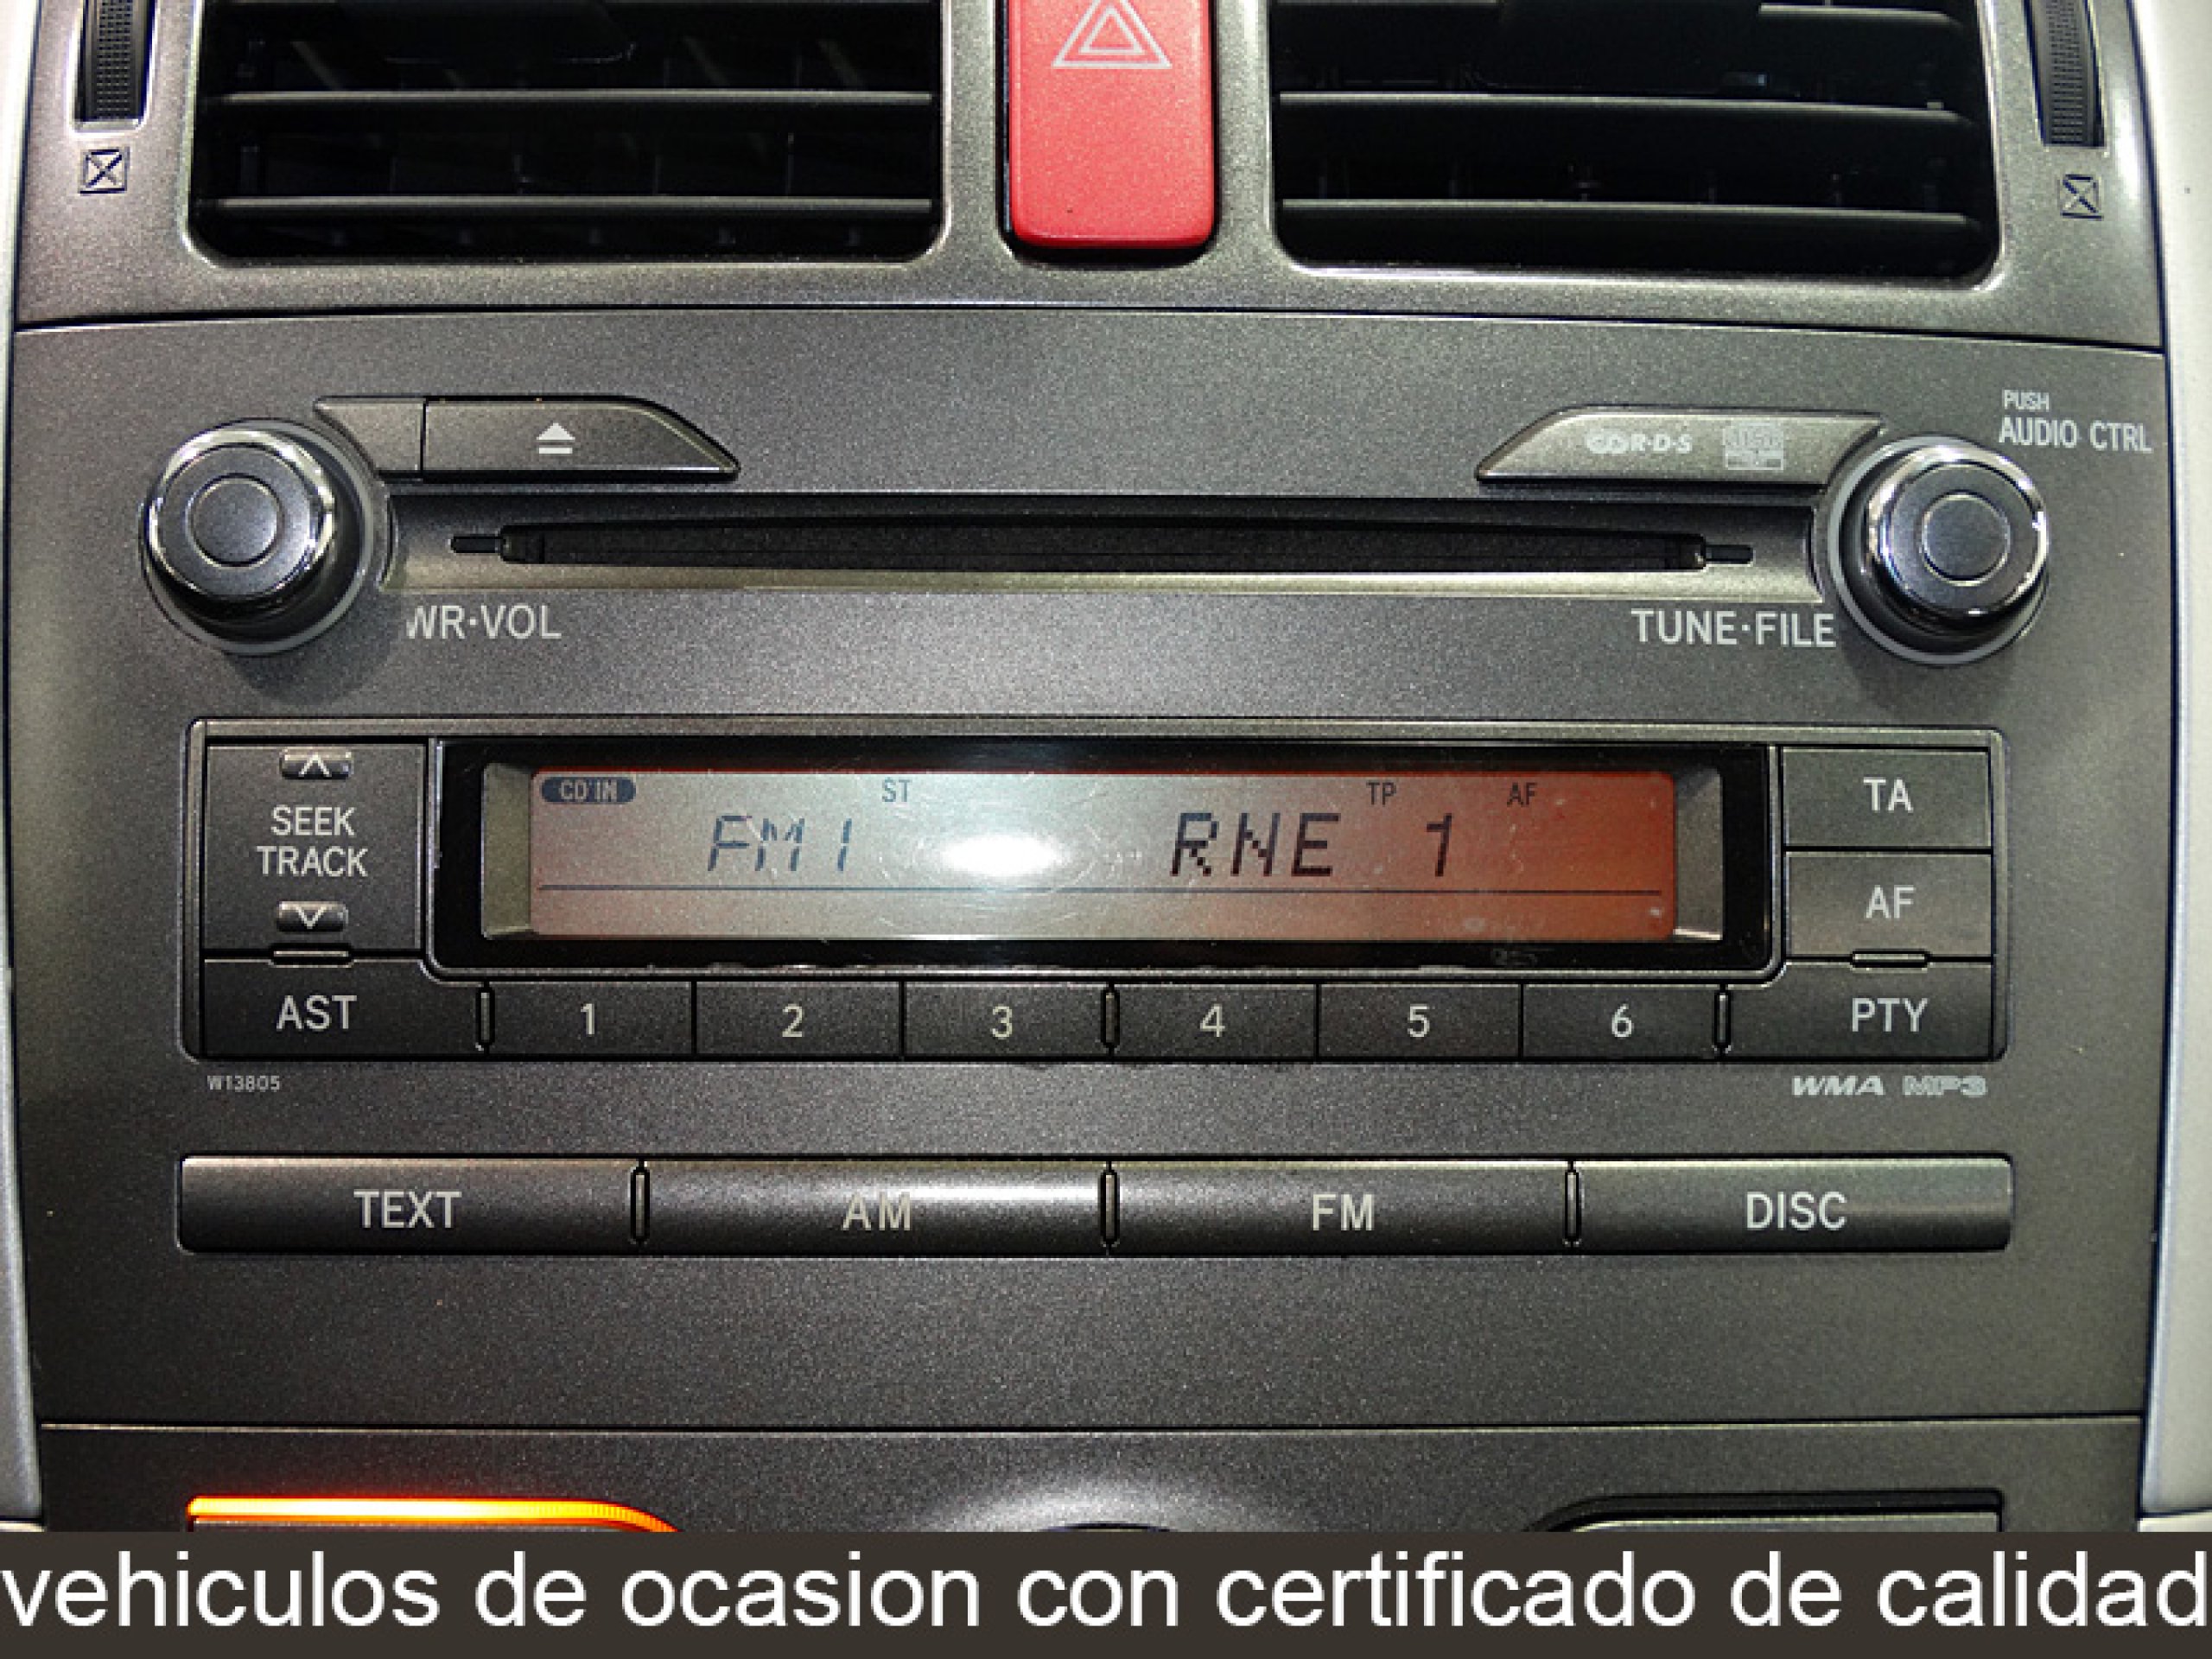 PUSH
AUDIO CTRL
R·D·S
WR·VOL
TUNE·FILE
CD IN ST TP AF
FM1 RNE 1
SEEK
TRACK
TA
AF
AST 1 2 3 4 5 6 PTY
W13805
WMA MP3
TEXT AM FM DISC
vehiculos de ocasion con certificado de calidad